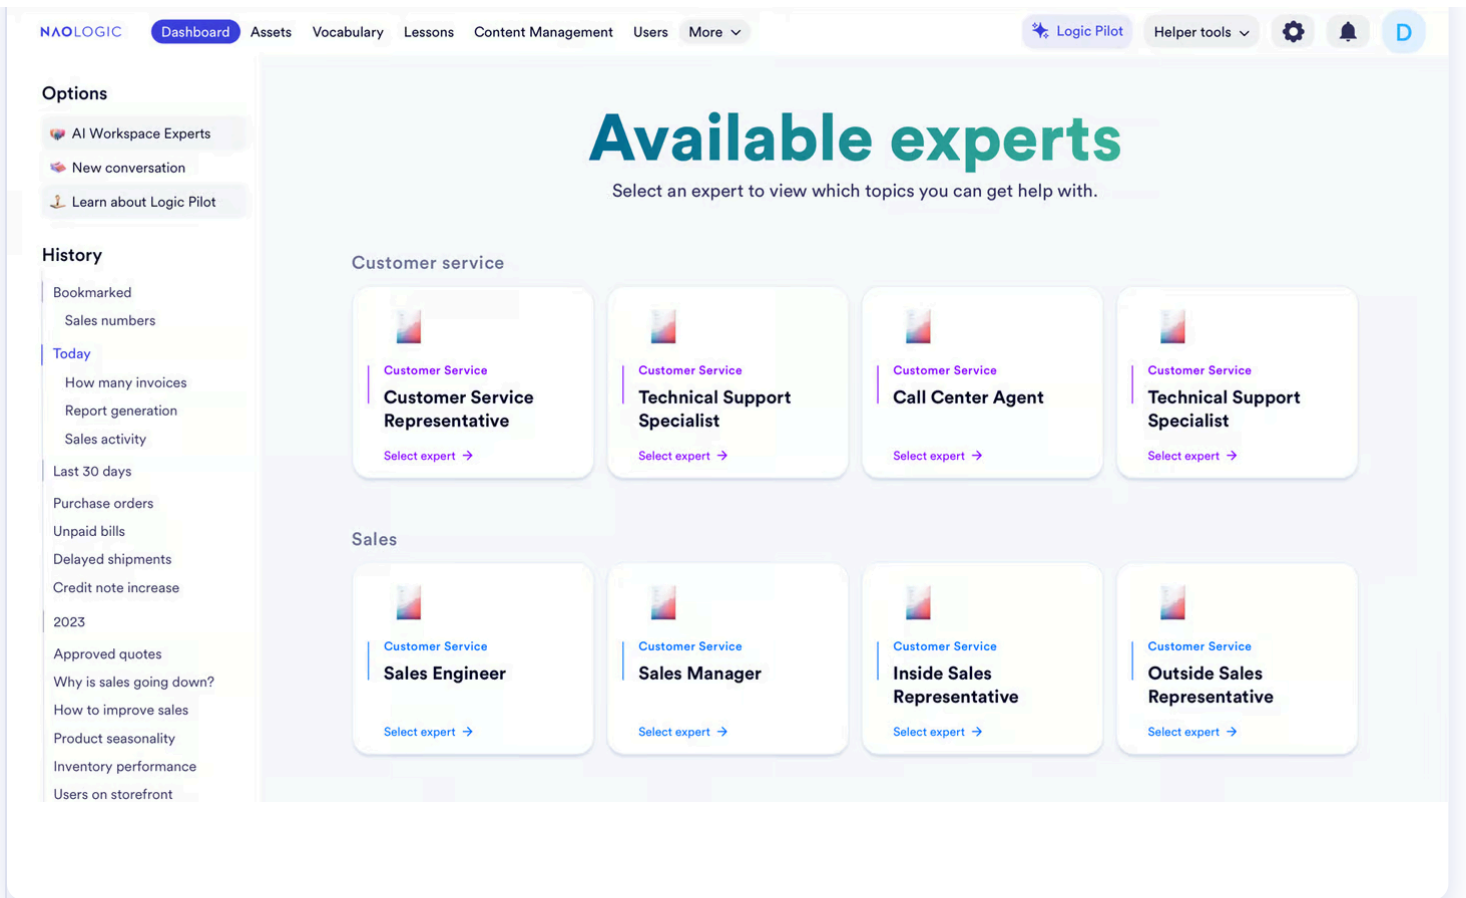 NAOLOGIC
Dashboard
Assets
Vocabulary
Lessons
Content Management
Users
More
Logic Pilot
Helper tools
D
Options
AI Workspace Experts
New conversation
Learn about Logic Pilot
History
Bookmarked
Sales numbers
Today
How many invoices
Report generation
Sales activity
Last 30 days
Purchase orders
Unpaid bills
Delayed shipments
Credit note increase
2023
Approved quotes
Why is sales going down?
How to improve sales
Product seasonality
Inventory performance
Users on storefront
Available experts
Select an expert to view which topics you can get help with.
Customer service
Customer Service
Customer Service
Representative
Select expert →
Customer Service
Technical Support
Specialist
Select expert →
Customer Service
Call Center Agent
Select expert →
Customer Service
Technical Support
Specialist
Select expert →
Sales
Customer Service
Sales Engineer
Select expert →
Customer Service
Sales Manager
Select expert →
Customer Service
Inside Sales
Representative
Select expert →
Customer Service
Outside Sales
Representative
Select expert →